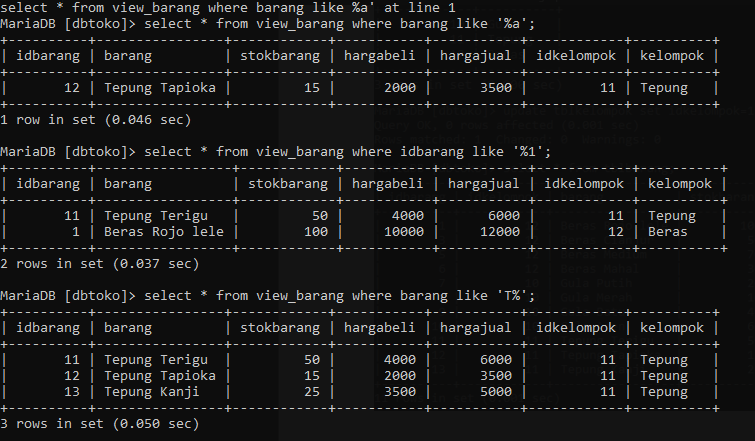 select * from view_barang where barang like %a' at line 1
MariaDB [dbtoko]> select * from view_barang where barang like '%a';
+----------+----------------+------------+-----------+-----------+------------+----------+
| idbarang | barang         | stokbarang | hargabeli | hargajual | idkelompok | kelompok |
+----------+----------------+------------+-----------+-----------+------------+----------+
|       12 | Tepung Tapioka |         15 |      2000 |      3500 |         11 | Tepung   |
+----------+----------------+------------+-----------+-----------+------------+----------+
1 row in set (0.046 sec)
MariaDB [dbtoko]> select * from view_barang where idbarang like '%1';
+----------+-----------------+------------+-----------+-----------+------------+----------+
| idbarang | barang          | stokbarang | hargabeli | hargajual | idkelompok | kelompok |
+----------+-----------------+------------+-----------+-----------+------------+----------+
|       11 | Tepung Terigu   |         50 |      4000 |      6000 |         11 | Tepung   |
|        1 | Beras Rojo lele |        100 |     10000 |     12000 |         12 | Beras    |
+----------+-----------------+------------+-----------+-----------+------------+----------+
2 rows in set (0.037 sec)
MariaDB [dbtoko]> select * from view_barang where barang like 'T%';
+----------+----------------+------------+-----------+-----------+------------+----------+
| idbarang | barang         | stokbarang | hargabeli | hargajual | idkelompok | kelompok |
+----------+----------------+------------+-----------+-----------+------------+----------+
|       11 | Tepung Terigu  |         50 |      4000 |      6000 |         11 | Tepung   |
|       12 | Tepung Tapioka |         15 |      2000 |      3500 |         11 | Tepung   |
|       13 | Tepung Kanji   |         25 |      3500 |      5000 |         11 | Tepung   |
+----------+----------------+------------+-----------+-----------+------------+----------+
3 rows in set (0.050 sec)